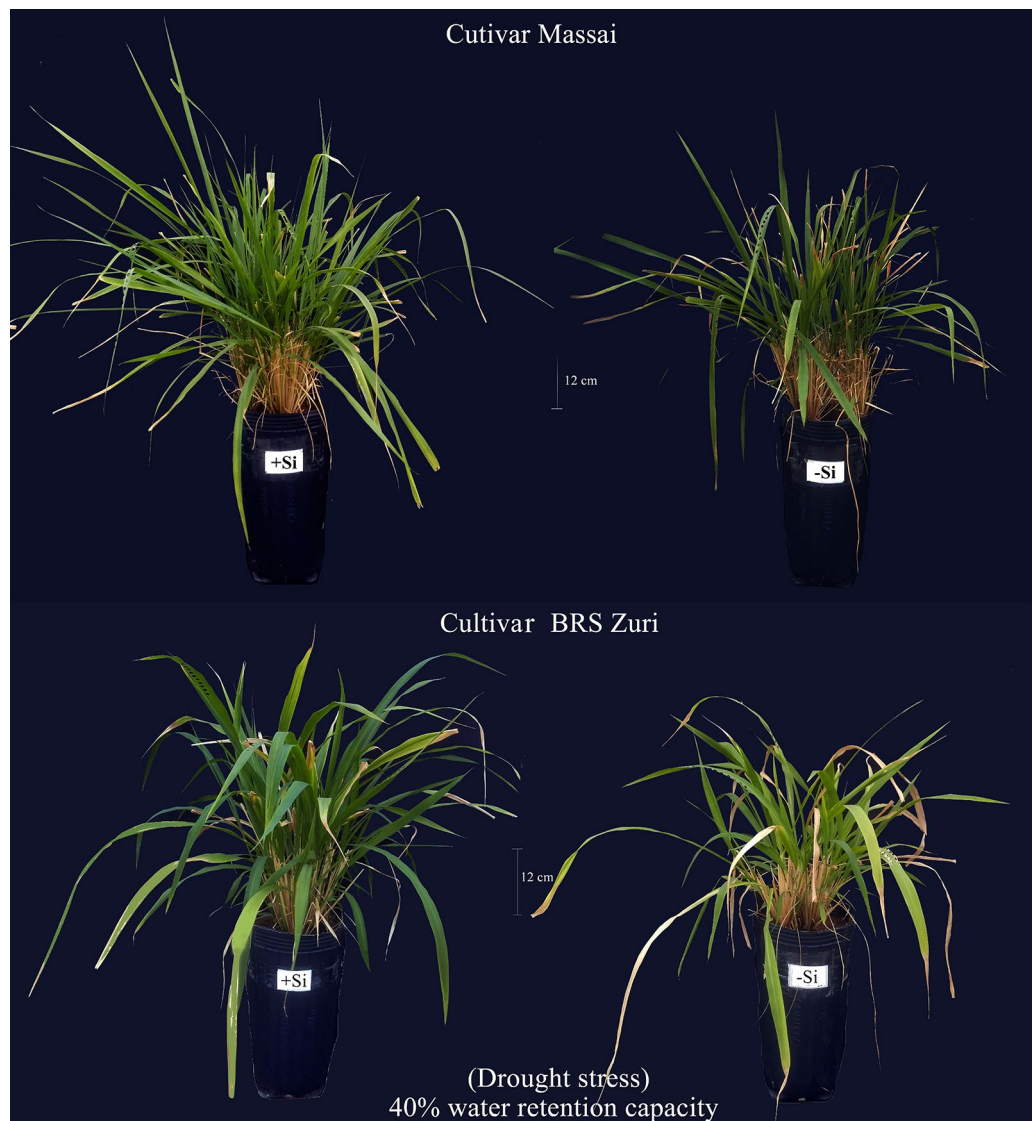 Cutivar Massai
12 cm
+Si
-Si
Cultivar BRS Zuri
12 cm
+Si
-Si
(Drought stress)
40% water retention capacity